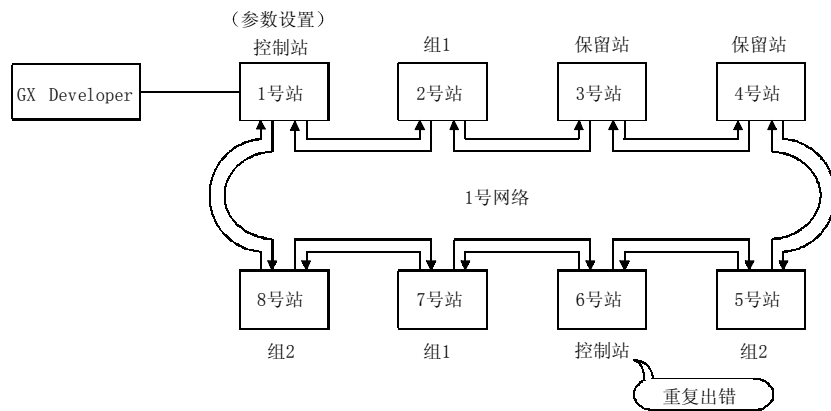 （参数设置）
控制站
组1
保留站
保留站
GX Developer
1号站
2号站
3号站
4号站
1号网络
8号站
7号站
6号站
5号站
组2
组1
控制站
组2
重复出错